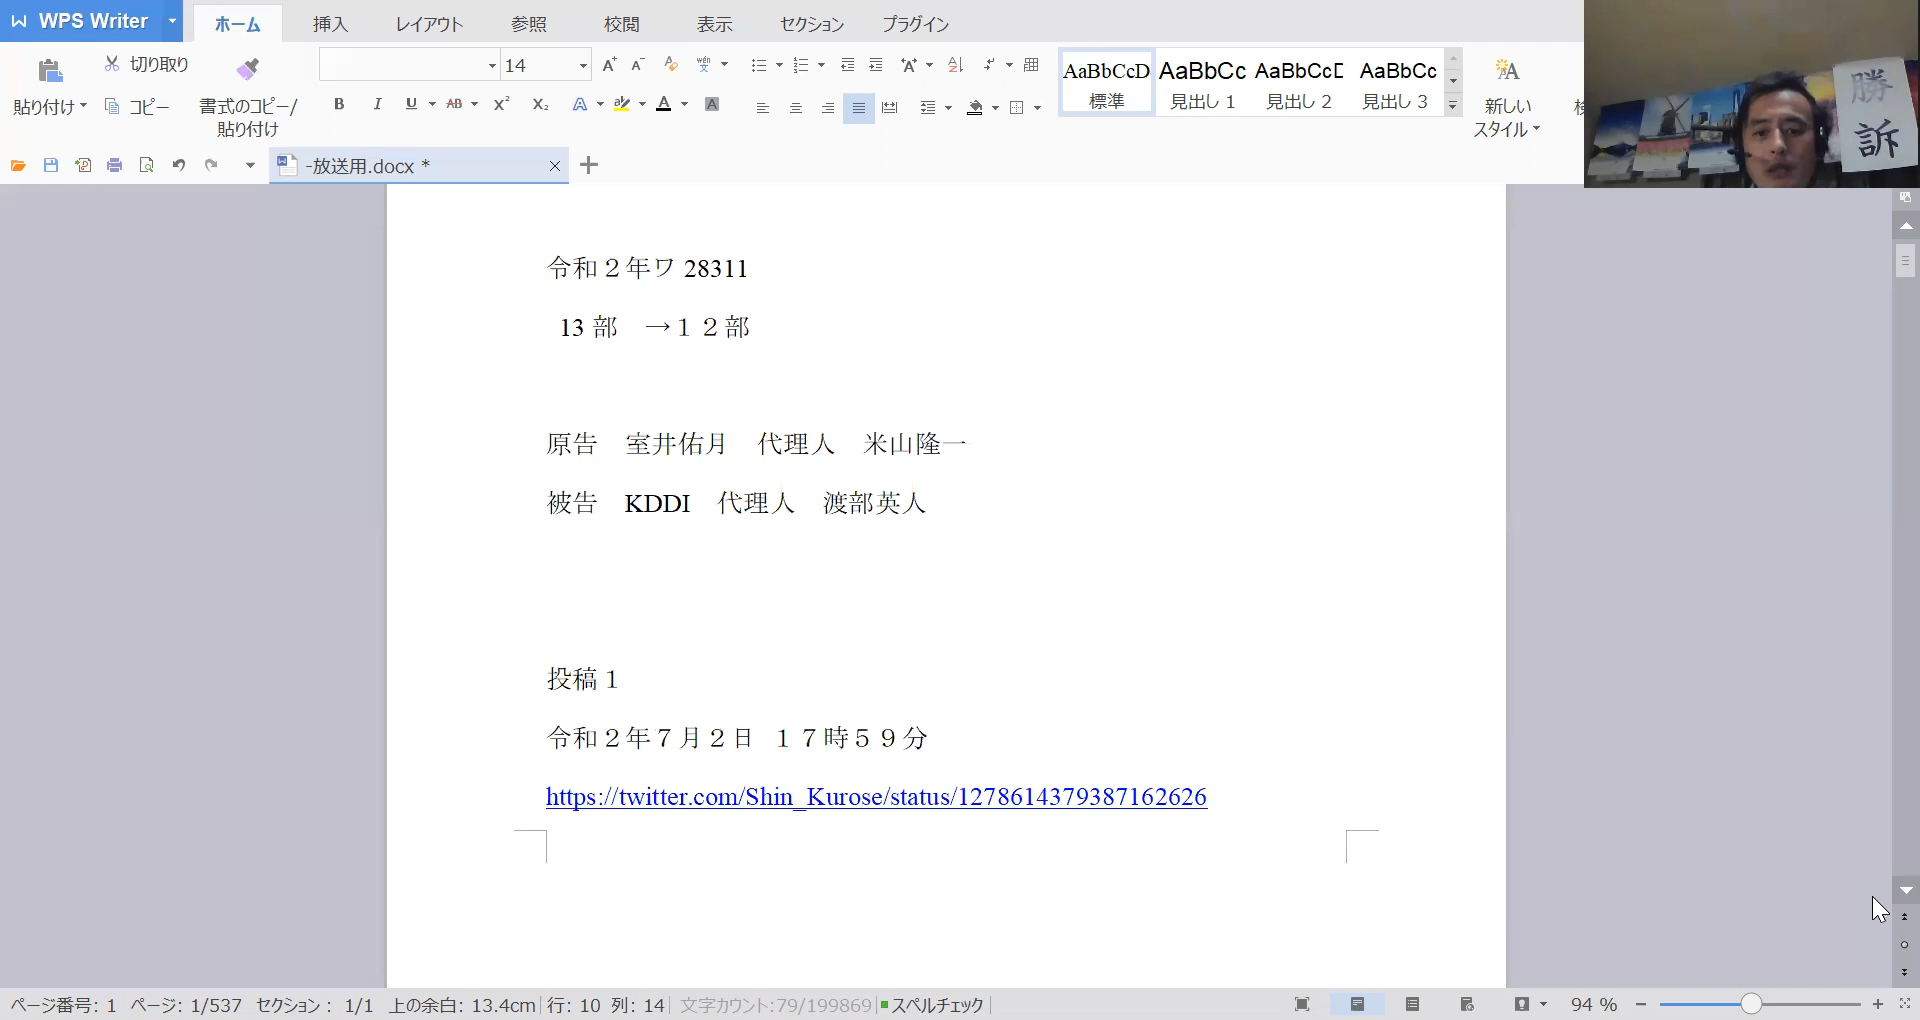 WPS Writer
ホーム 挿入 レイアウト 参照 校閲 表示 セクション プラグイン
貼り付け 切り取り コピー 書式のコピー/ 貼り付け
14
AaBbCcD AaBbCc AaBbCcD AaBbCc
標準 見出し 1 見出し 2 見出し 3
新しい スタイル
-放送用.docx *
勝
訴
令和２年ワ 28311
13 部　→１２部
原告　室井佑月　代理人　米山隆一
被告　KDDI　代理人　渡部英人
投稿１
令和２年７月２日 １７時５９分
https://twitter.com/Shin_Kurose/status/1278614379387162626
ページ番号: 1 ページ: 1/537 セクション: 1/1 上の余白: 13.4cm 行: 10 列: 14 文字カウント:79/199869 スペルチェック 94 %